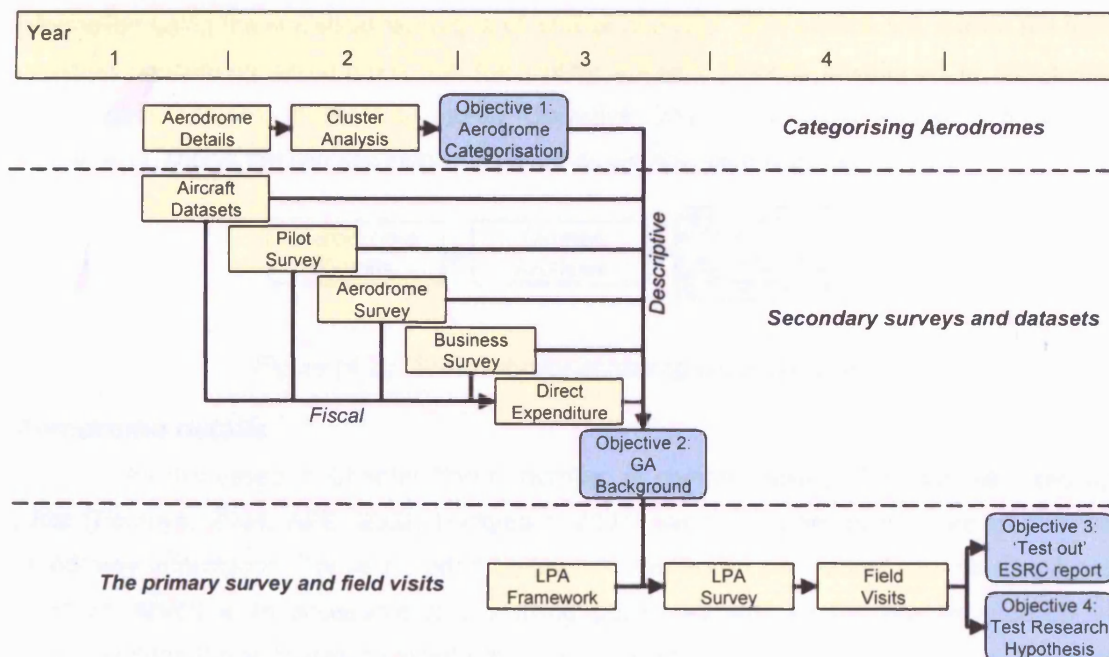 Year
1 2 3 4
Aerodrome
Details
Cluster
Analysis
Objective 1:
Aerodrome
Categorisation
Categorising Aerodromes
Aircraft
Datasets
Pilot
Survey
Aerodrome
Survey
Business
Survey
Direct
Expenditure
Fiscal
Descriptive
Secondary surveys and datasets
Objective 2:
GA
Background
The primary survey and field visits
LPA
Framework
LPA
Survey
Field
Visits
Objective 3:
'Test out'
ESRC report
Objective 4:
Test Research
Hypothesis